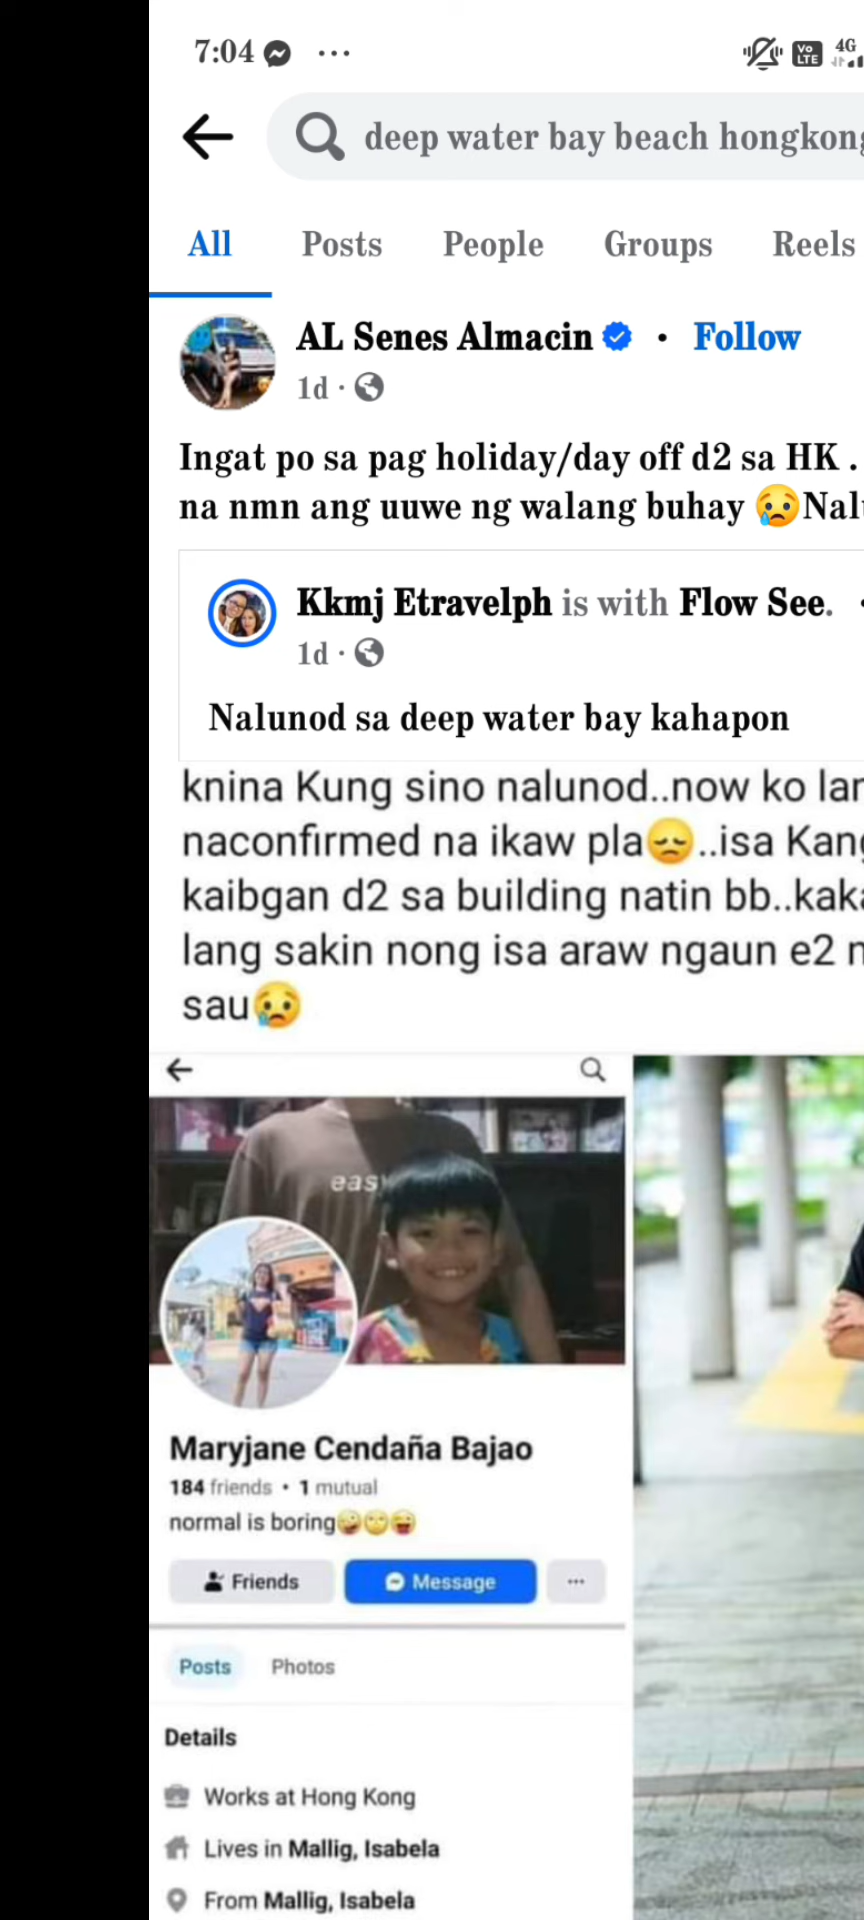 7:04
Vo LTE 4G
deep water bay beach hongkong
All Posts People Groups Reels
AL Senes Almacin · Follow
1d ·
Ingat po sa pag holiday/day off d2 sa HK .
na nmn ang uuwe ng walang buhay 😢
Kkmj Etravelph is with Flow See.
1d ·
Nalunod sa deep water bay kahapon
knina Kung sino nalunod..now ko
naconfirmed na ikaw pla😞..isa
kaibgan d2 sa building natin bb..
lang sakin nong isa araw ngaun e2
sau😢
easy
Maryjane Cendaña Bajao
184 friends • 1 mutual
normal is boring🤪🙄😜
Friends Message ...
Posts Photos
Details
Works at Hong Kong
Lives in Mallig, Isabela
From Mallig, Isabela